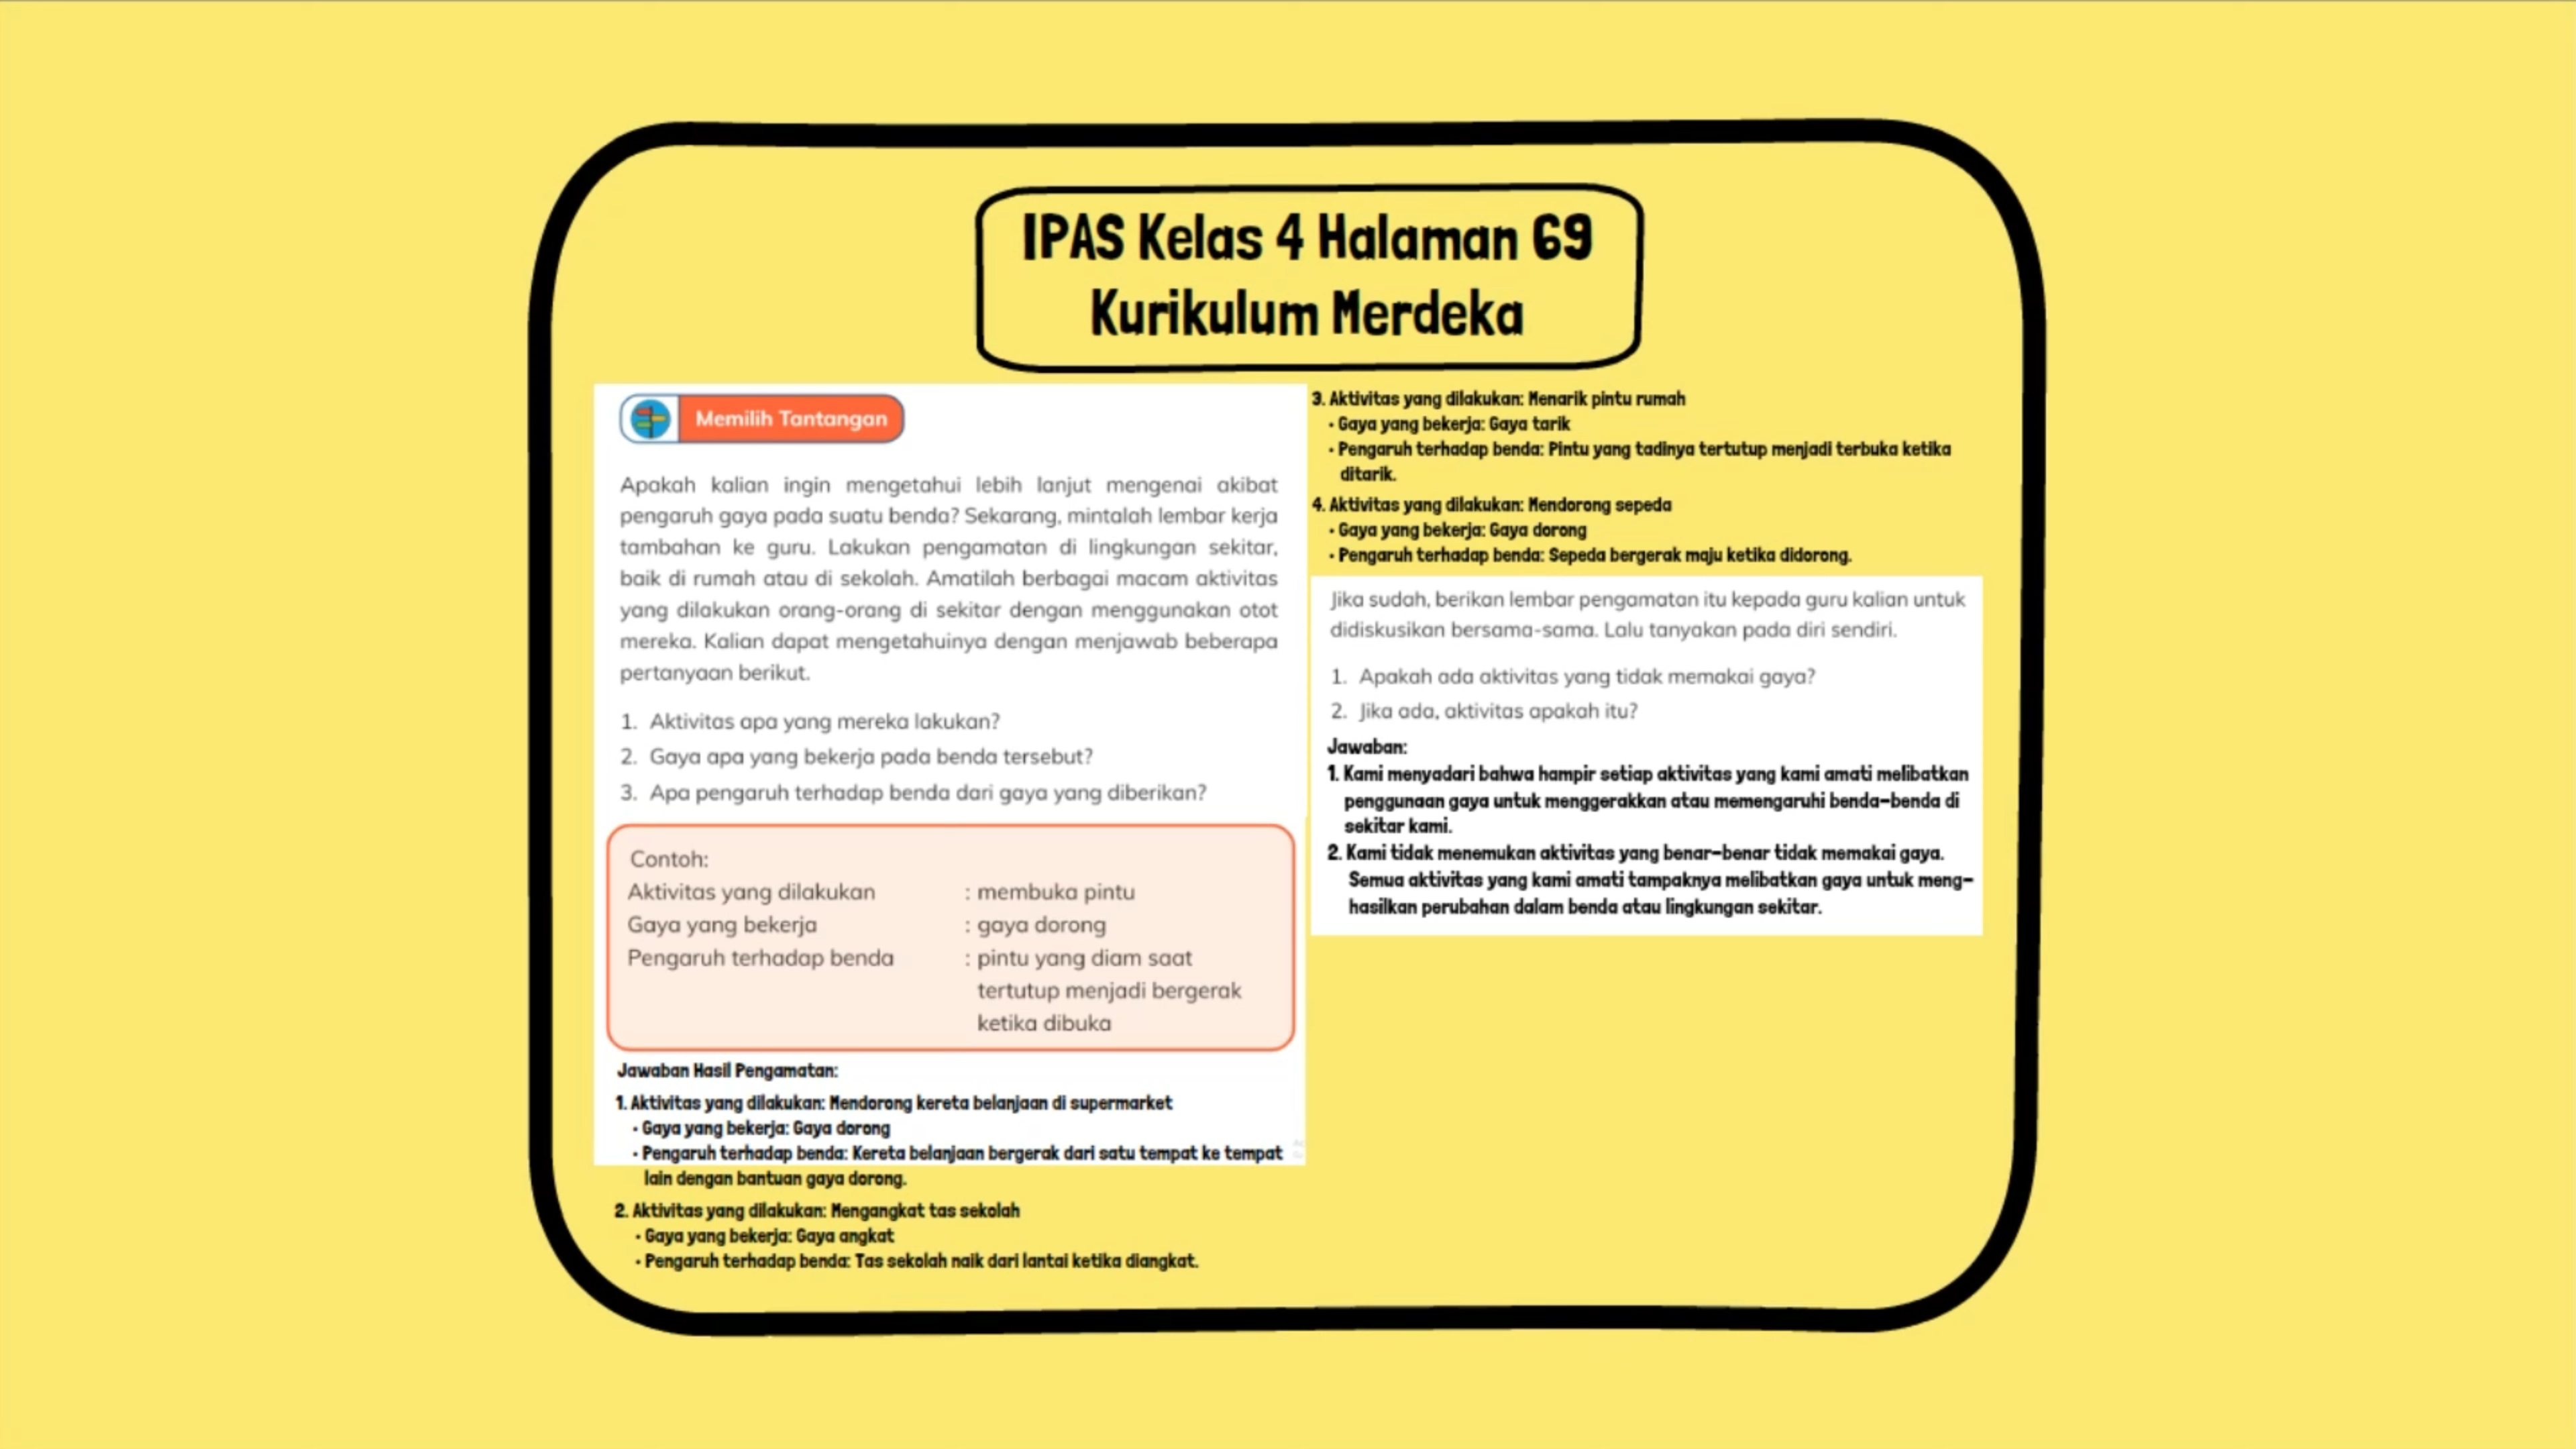 IPAS Kelas 4 Halaman 69
Kurikulum Merdeka
Memilih Tantangan
Apakah kalian ingin mengetahui lebih lanjut mengenai akibat
pengaruh gaya pada suatu benda? Sekarang, mintalah lembar kerja
tambahan ke guru. Lakukan pengamatan di lingkungan sekitar,
baik di rumah atau di sekolah. Amatilah berbagai macam aktivitas
yang dilakukan orang-orang di sekitar dengan menggunakan otot
mereka. Kalian dapat mengetahuinya dengan menjawab beberapa
pertanyaan berikut.
1. Aktivitas apa yang mereka lakukan?
2. Gaya apa yang bekerja pada benda tersebut?
3. Apa pengaruh terhadap benda dari gaya yang diberikan?
Contoh:
Aktivitas yang dilakukan : membuka pintu
Gaya yang bekerja : gaya dorong
Pengaruh terhadap benda : pintu yang diam saat
tertutup menjadi bergerak
ketika dibuka
Jawaban Hasil Pengamatan:
1. Aktivitas yang dilakukan: Mendorong kereta belanjaan di supermarket
• Gaya yang bekerja: Gaya dorong
• Pengaruh terhadap benda: Kereta belanjaan bergerak dari satu tempat ke tempat
lain dengan bantuan gaya dorong.
2. Aktivitas yang dilakukan: Mengangkat tas sekolah
• Gaya yang bekerja: Gaya angkat
• Pengaruh terhadap benda: Tas sekolah naik dari lantai ketika diangkat.
3. Aktivitas yang dilakukan: Menarik pintu rumah
• Gaya yang bekerja: Gaya tarik
• Pengaruh terhadap benda: Pintu yang tadinya tertutup menjadi terbuka ketika
ditarik.
4. Aktivitas yang dilakukan: Mendorong sepeda
• Gaya yang bekerja: Gaya dorong
• Pengaruh terhadap benda: Sepeda bergerak maju ketika didorong.
Jika sudah, berikan lembar pengamatan itu kepada guru kalian untuk
didiskusikan bersama-sama. Lalu tanyakan pada diri sendiri.
1. Apakah ada aktivitas yang tidak memakai gaya?
2. Jika ada, aktivitas apakah itu?
Jawaban:
1. Kami menyadari bahwa hampir setiap aktivitas yang kami amati melibatkan
penggunaan gaya untuk menggerakkan atau memengaruhi benda-benda di
sekitar kami.
2. Kami tidak menemukan aktivitas yang benar-benar tidak memakai gaya.
Semua aktivitas yang kami amati tampaknya melibatkan gaya untuk meng-
hasilkan perubahan dalam benda atau lingkungan sekitar.